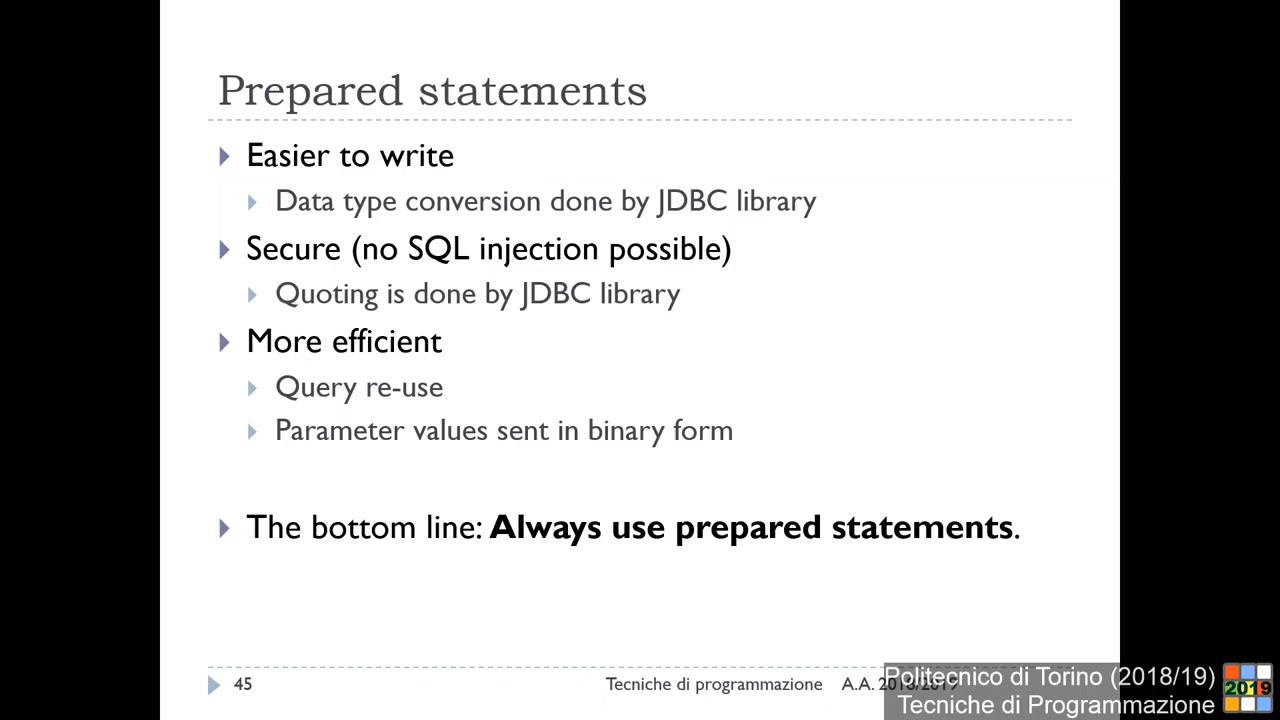 Prepared statements
Easier to write
Data type conversion done by JDBC library
Secure (no SQL injection possible)
Quoting is done by JDBC library
More efficient
Query re-use
Parameter values sent in binary form
The bottom line: Always use prepared statements.
45
Tecniche di programmazione A.A. 2018/2019
Politecnico di Torino (2018/19)
Tecniche di Programmazione
2019